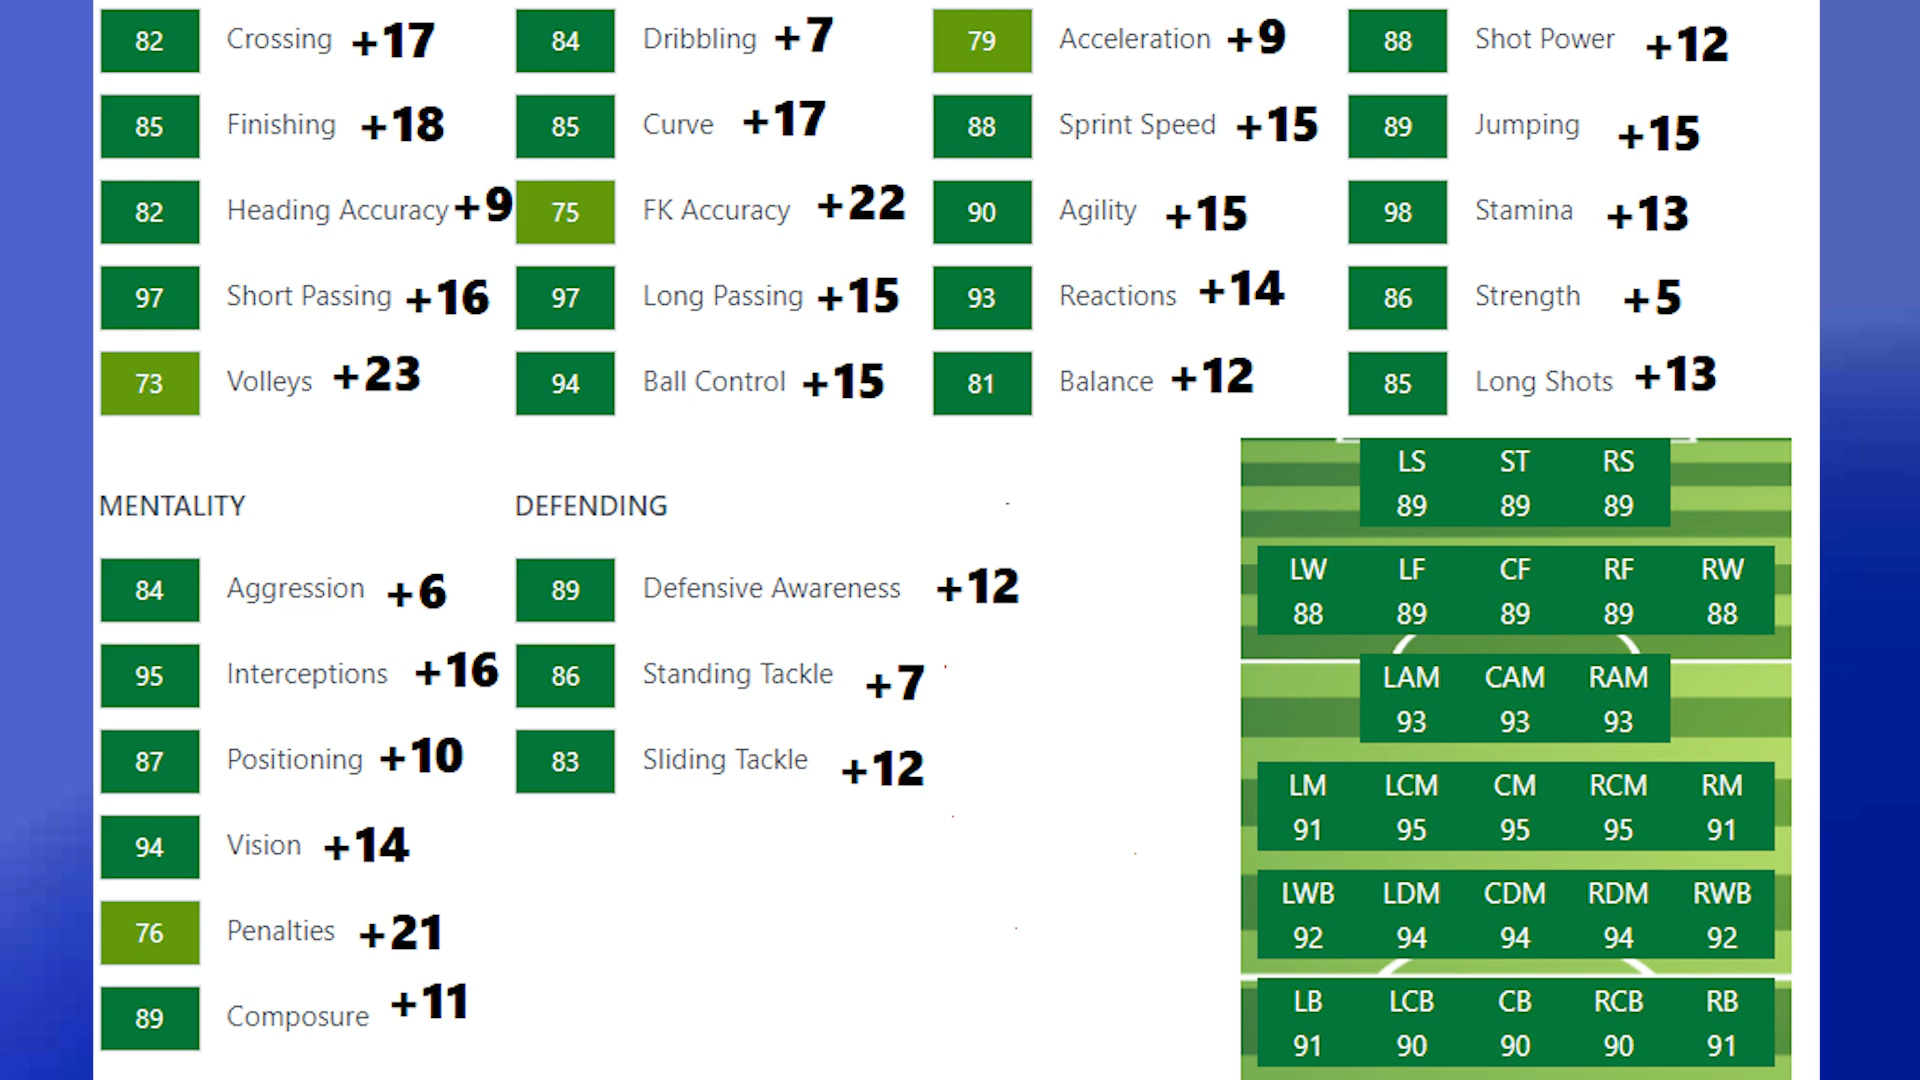 82 Crossing +17 84 Dribbling +7 79 Acceleration +9 88 Shot Power +12
85 Finishing +18 85 Curve +17 88 Sprint Speed +15 89 Jumping +15
82 Heading Accuracy +9 75 FK Accuracy +22 90 Agility +15 98 Stamina +13
97 Short Passing +16 97 Long Passing +15 93 Reactions +14 86 Strength +5
73 Volleys +23 94 Ball Control +15 81 Balance +12 85 Long Shots +13
MENTALITY DEFENDING
84 Aggression +6 89 Defensive Awareness +12
95 Interceptions +16 86 Standing Tackle +7
87 Positioning +10 83 Sliding Tackle +12
94 Vision +14
76 Penalties +21
89 Composure +11
LS ST RS
89 89 89
LW LF CF RF RW
88 89 89 89 88
LAM CAM RAM
93 93 93
LM LCM CM RCM RM
91 95 95 95 91
LWB LDM CDM RDM RWB
92 94 94 94 92
LB LCB CB RCB RB
91 90 90 90 91